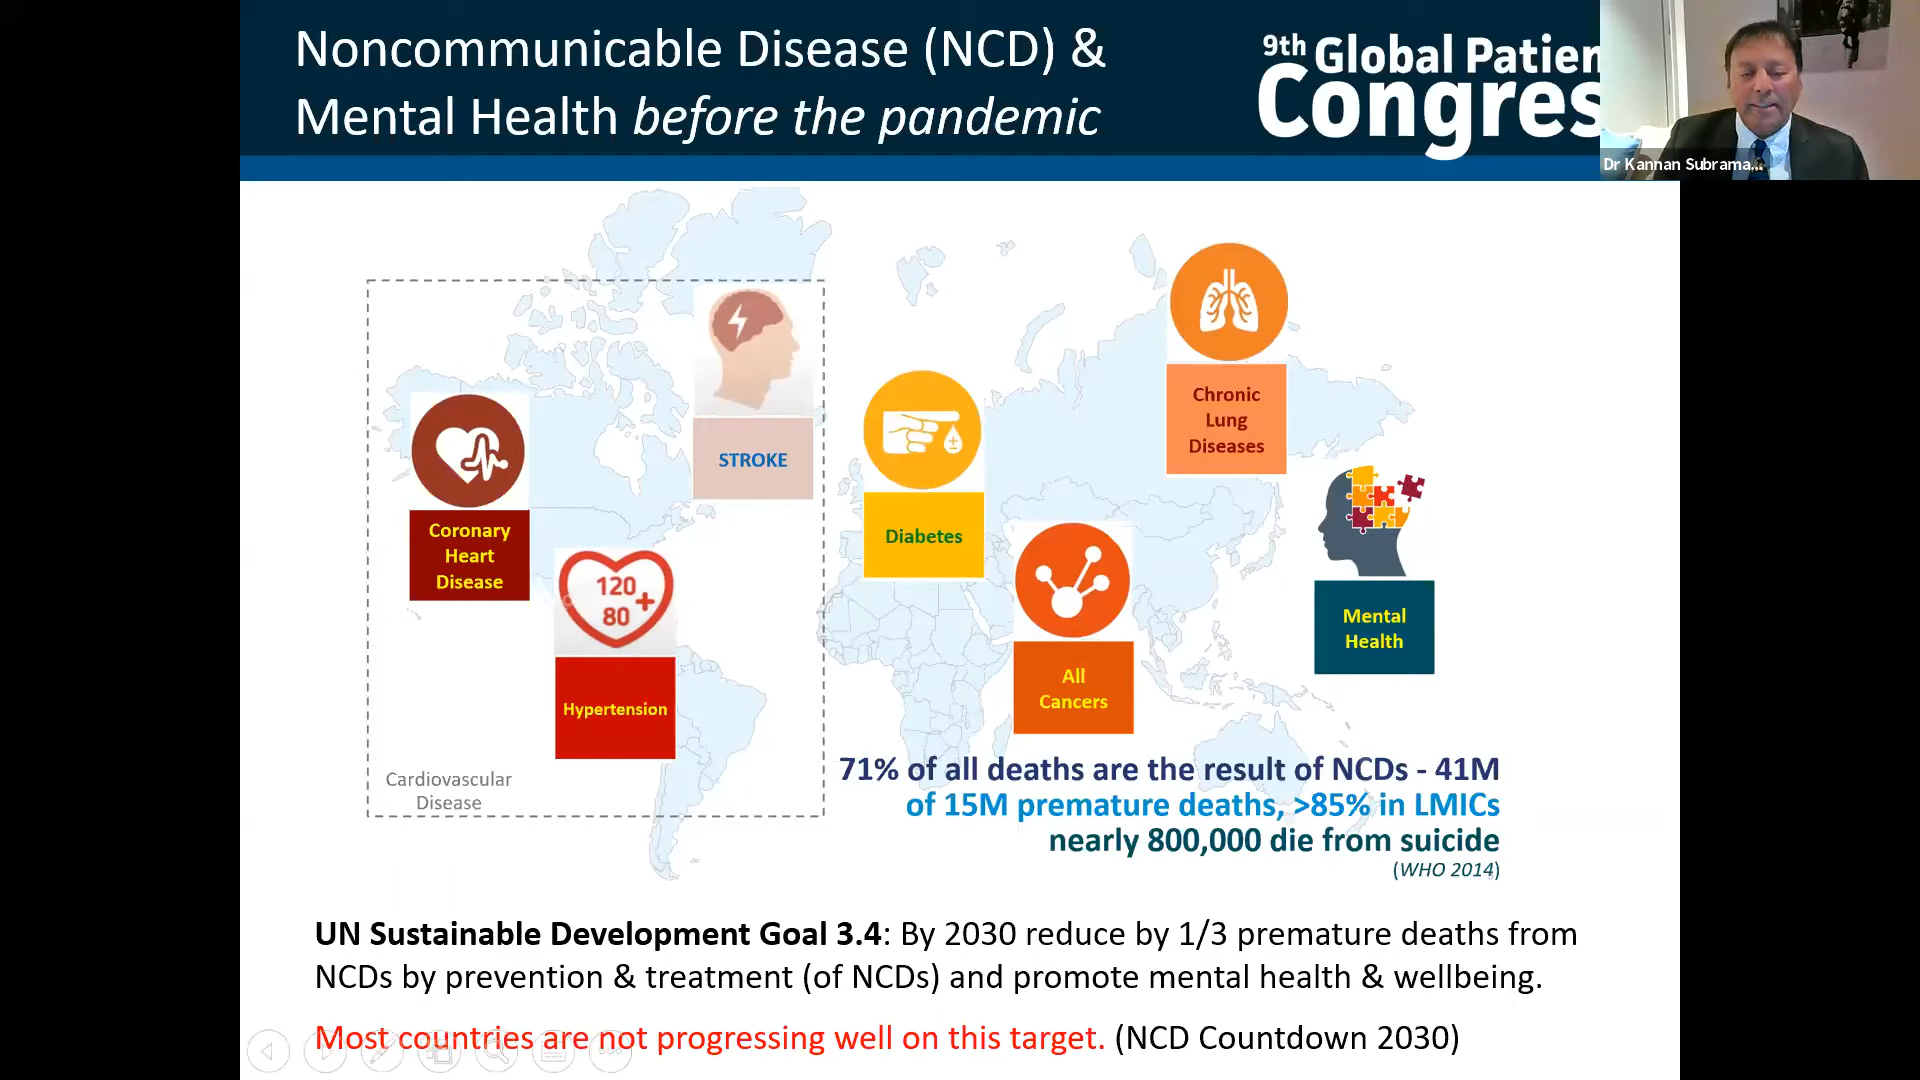 Noncommunicable Disease (NCD) &
Mental Health before the pandemic
9th Global Patien
Congres
Dr Kannan Subrama...
STROKE
Coronary
Heart
Disease
120
80
Hypertension
Cardiovascular
Disease
Diabetes
All
Cancers
Chronic
Lung
Diseases
Mental
Health
71% of all deaths are the result of NCDs - 41M
of 15M premature deaths, >85% in LMICs
nearly 800,000 die from suicide
(WHO 2014)
UN Sustainable Development Goal 3.4: By 2030 reduce by 1/3 premature deaths from
NCDs by prevention & treatment (of NCDs) and promote mental health & wellbeing.
Most countries are not progressing well on this target. (NCD Countdown 2030)